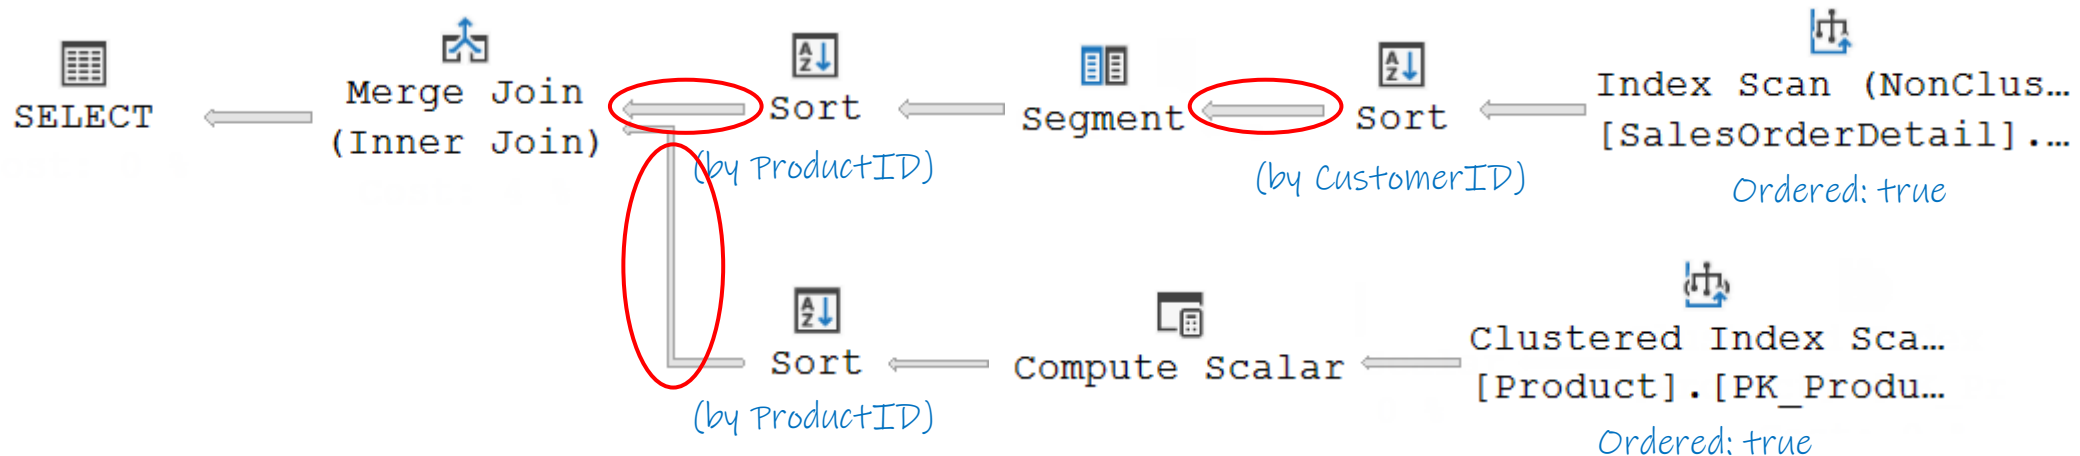 SELECT
Merge Join
(Inner Join)
Sort
(by ProductID)
Segment
Sort
(by CustomerID)
Index Scan (NonClus…
[SalesOrderDetail].…
Ordered: true
Sort
(by ProductID)
Compute Scalar
Clustered Index Sca…
[Product].[PK_Produ…
Ordered: true